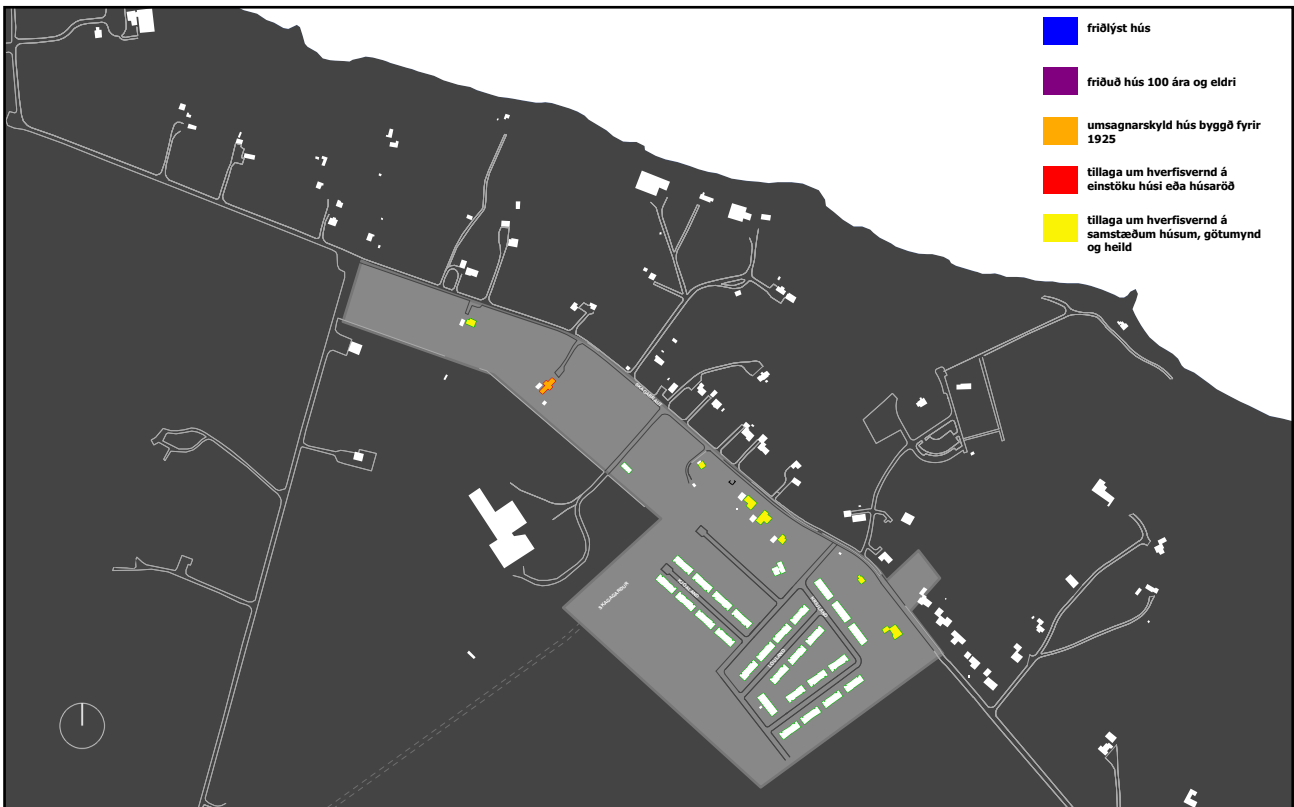 friðlýst hús
friðuð hús 100 ára og eldri
umsagnarskyld hús byggð fyrir
1925
tillaga um hverfisvernd á
einstöku húsi eða húsaröð
tillaga um hverfisvernd á
samstæðum húsum, götumynd
og heild
SKAGAGARÐUR